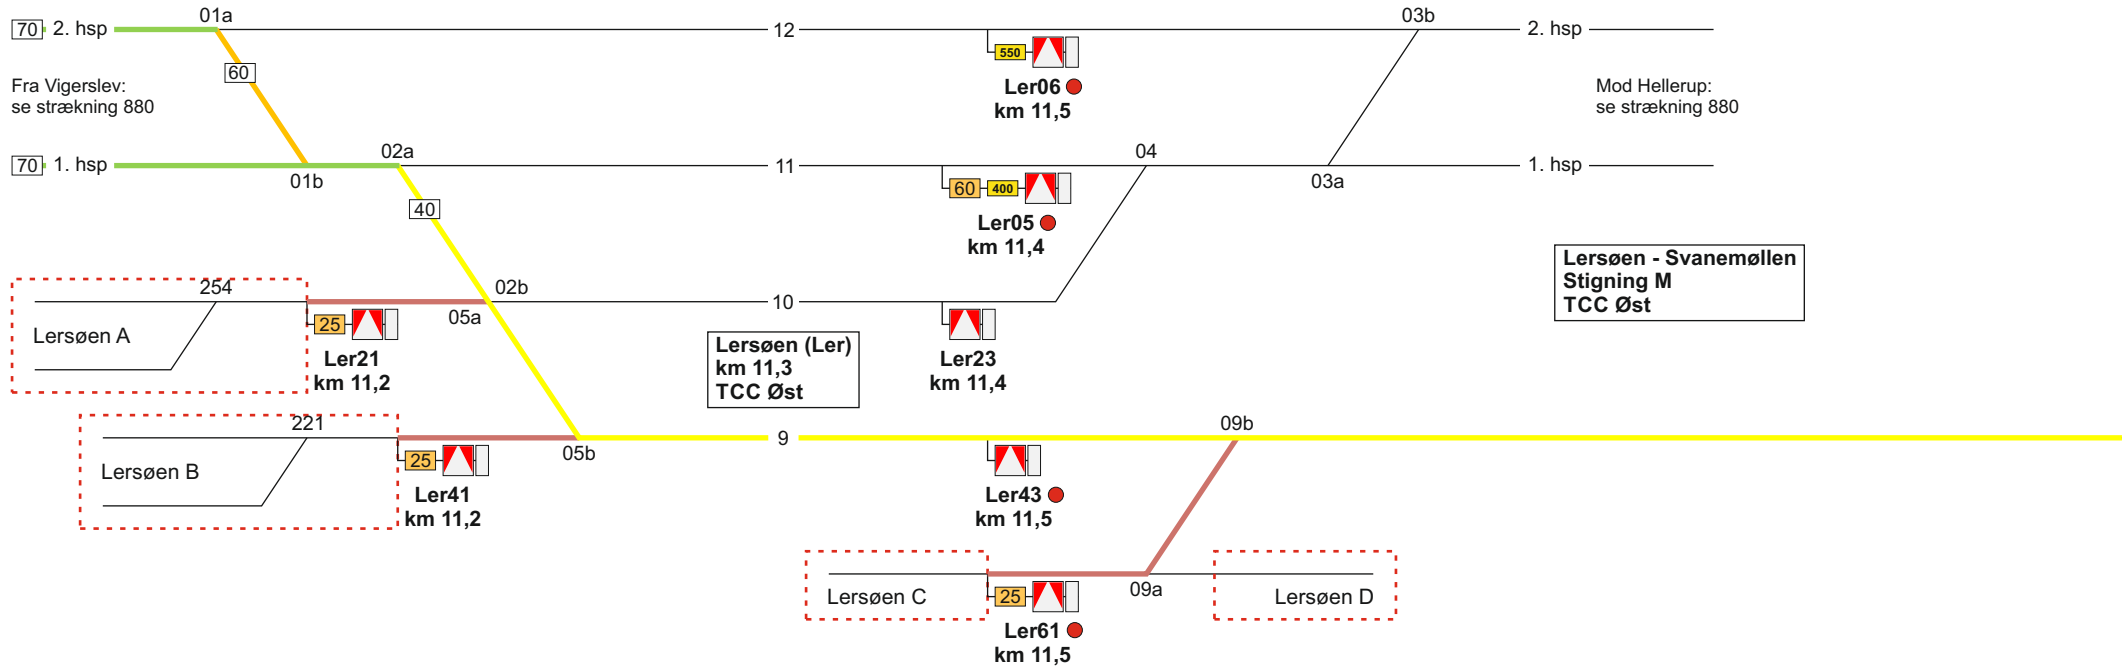 01a
03b
70 2. hsp
12
2. hsp
550
60
Fra Vigerslev:
se strækning 880
Ler06
km 11,5
Mod Hellerup:
se strækning 880
02a
04
70 1. hsp
11
1. hsp
01b
03a
60 400
40
Ler05
km 11,4
Lersøen - Svanemøllen
Stigning M
TCC Øst
254
02b
10
05a
25
Lersøen A
Ler21
km 11,2
Lersøen (Ler)
km 11,3
TCC Øst
Ler23
km 11,4
221
09b
9
05b
25
Lersøen B
Ler41
km 11,2
Ler43
km 11,5
Lersøen C
25
09a
Lersøen D
Ler61
km 11,5